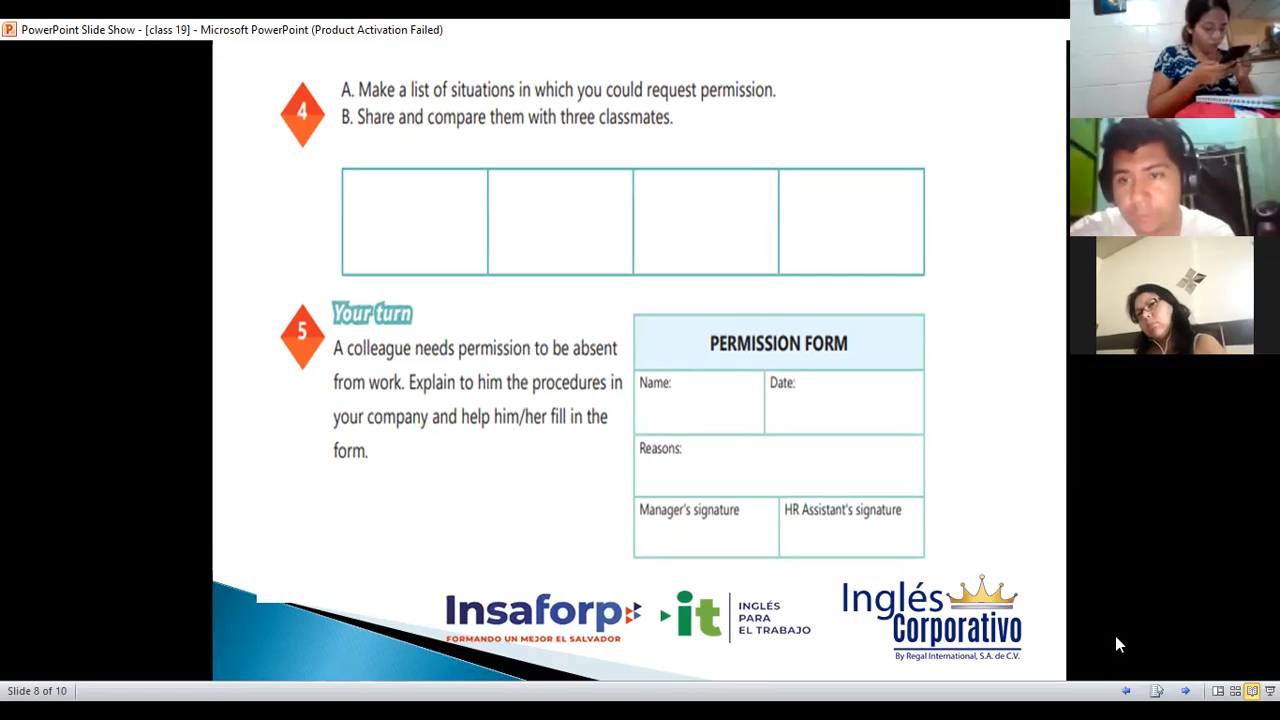 PowerPoint Slide Show - [class 19] - Microsoft PowerPoint (Product Activation Failed)
4
A. Make a list of situations in which you could request permission.
B. Share and compare them with three classmates.
5
Your turn
A colleague needs permission to be absent
from work. Explain to him the procedures in
your company and help him/her fill in the
form.
PERMISSION FORM
Name:
Date:
Reasons:
Manager's signature
HR Assistant's signature
Insaforp
FORMANDO UN MEJOR EL SALVADOR
it
INGLÉS
PARA
EL TRABAJO
Inglés
Corporativo
By Regal International, S.A. de C.V.
Slide 8 of 10